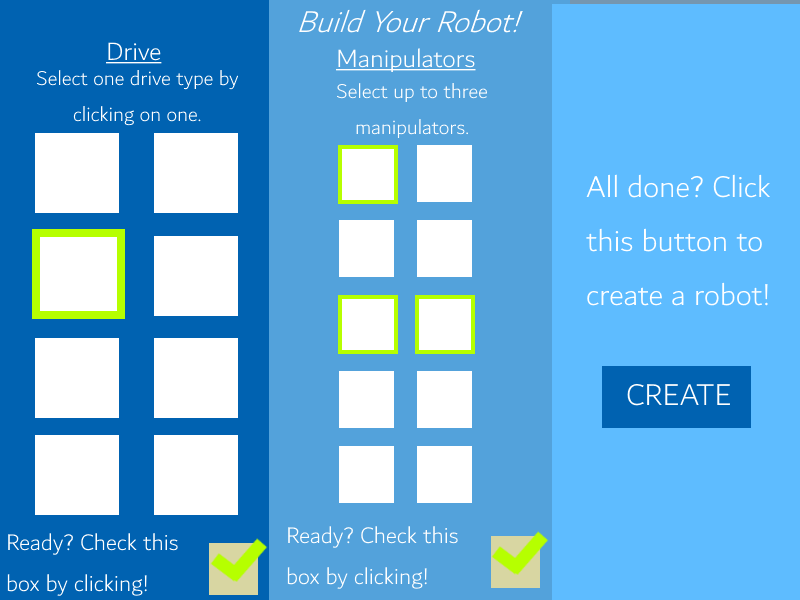 Build Your Robot!
Drive
Select one drive type by
clicking on one.
Ready? Check this
box by clicking!
Manipulators
Select up to three
manipulators.
Ready? Check this
box by clicking!
All done? Click
this button to
create a robot!
CREATE